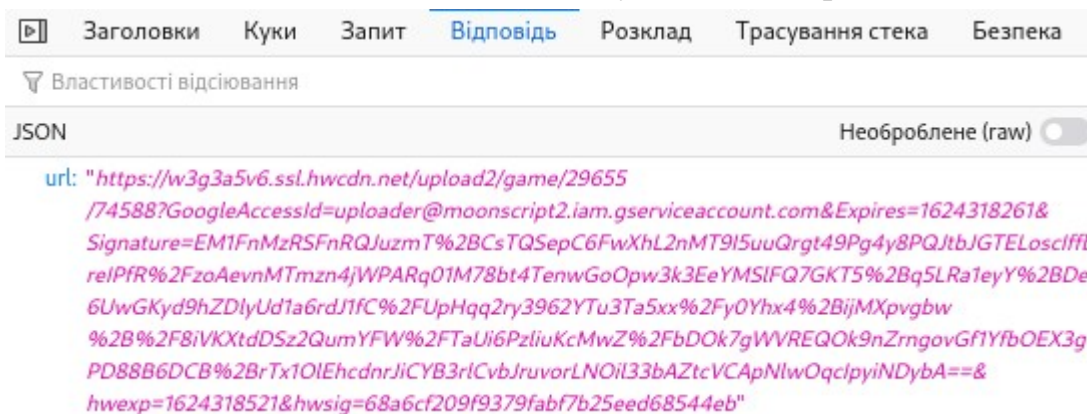 Заголовки Куки Запит Відповідь Розклад Трасування стека Безпека
Властивості відсіювання
JSON Необроблене (raw)
url: "https://w3g3a5v6.ssl.hwcdn.net/upload2/game/29655
/74588?GoogleAccessId=uploader@moonscript2.iam.gserviceaccount.com&Expires=1624318261&
Signature=EM1FnMzRSFnRQJuzmT%2BCsTQSepC6FwXhL2nMT9I5uuQrgt49Pg4y8PQJtbJGTELosclffL
reIPfR%2FzoAevnMTmzn4jWPARq01M78bt4TenwGoOpw3k3EeYMSlFQ7GKT5%2Bq5LRa1eyY%2BDe
6UwGKyd9hZDlyUd1a6rdJ1fC%2FUpHqq2ry3962YTu3Ta5xx%2Fy0Yhx4%2BijMXpvgbw
%2B%2F8iVKXtdDSz2QumYFW%2FTaUi6PzliuKcMwZ%2FbDOk7gWVREQOk9nZrngovGf1YfbOEX3g
PD88B6DCB%2BrTx1OlEhcdnrJiCYB3rlCvbJruvorLNOil33bAZtcVCApNlwOqcIpyiNDybA==&
hwexp=1624318521&hwsig=68a6cf209f9379fabf7b25eed68544eb"